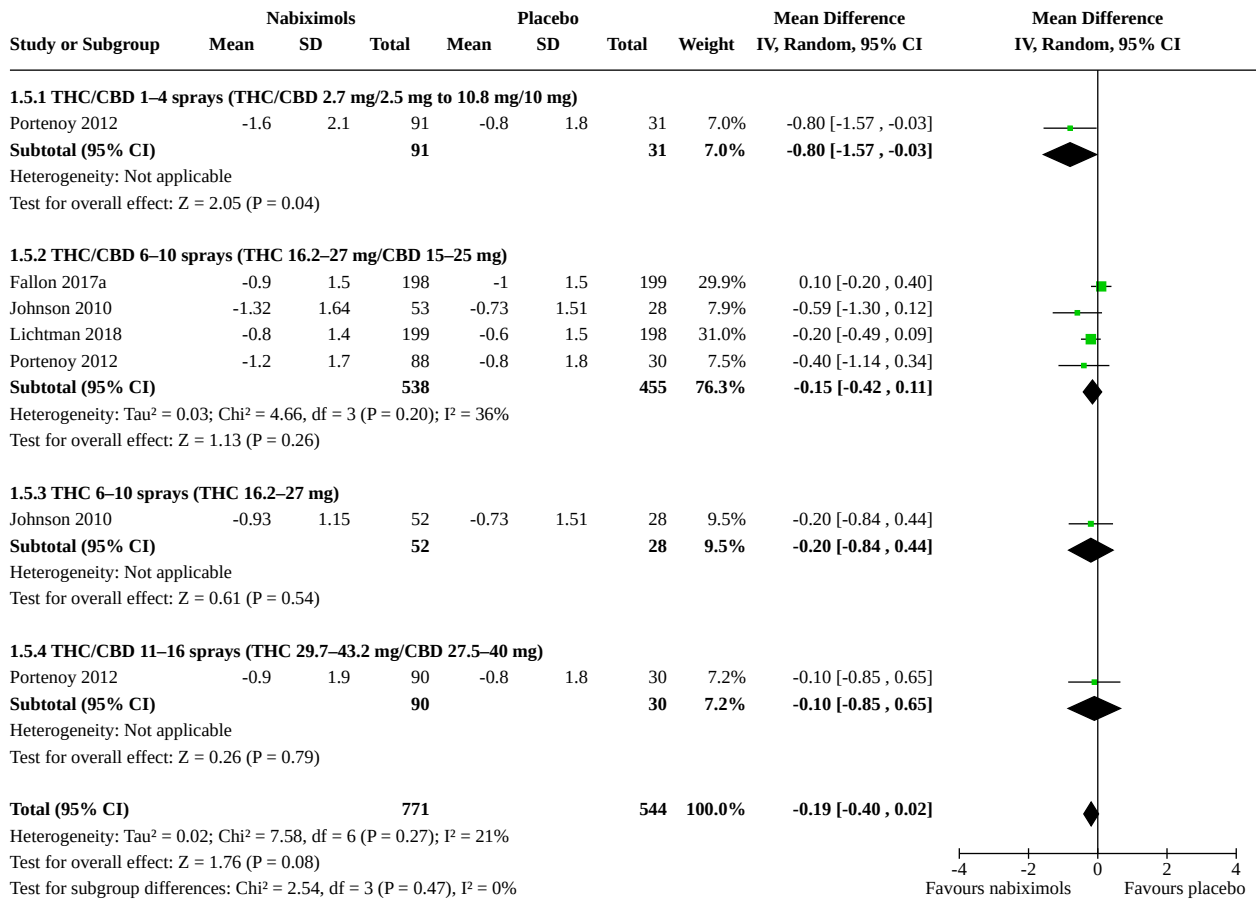 Nabiximols Placebo Mean Difference Mean Difference
Study or Subgroup Mean SD Total Mean SD Total Weight IV, Random, 95% CI IV, Random, 95% CI
1.5.1 THC/CBD 1–4 sprays (THC/CBD 2.7 mg/2.5 mg to 10.8 mg/10 mg)
Portenoy 2012 -1.6 2.1 91 -0.8 1.8 31 7.0% -0.80 [-1.57 , -0.03]
Subtotal (95% CI) 91 31 7.0% -0.80 [-1.57 , -0.03]
Heterogeneity: Not applicable
Test for overall effect: Z = 2.05 (P = 0.04)
1.5.2 THC/CBD 6–10 sprays (THC 16.2–27 mg/CBD 15–25 mg)
Fallon 2017a -0.9 1.5 198 -1 1.5 199 29.9% 0.10 [-0.20 , 0.40]
Johnson 2010 -1.32 1.64 53 -0.73 1.51 28 7.9% -0.59 [-1.30 , 0.12]
Lichtman 2018 -0.8 1.4 199 -0.6 1.5 198 31.0% -0.20 [-0.49 , 0.09]
Portenoy 2012 -1.2 1.7 88 -0.8 1.8 30 7.5% -0.40 [-1.14 , 0.34]
Subtotal (95% CI) 538 455 76.3% -0.15 [-0.42 , 0.11]
Heterogeneity: Tau² = 0.03; Chi² = 4.66, df = 3 (P = 0.20); I² = 36%
Test for overall effect: Z = 1.13 (P = 0.26)
1.5.3 THC 6–10 sprays (THC 16.2–27 mg)
Johnson 2010 -0.93 1.15 52 -0.73 1.51 28 9.5% -0.20 [-0.84 , 0.44]
Subtotal (95% CI) 52 28 9.5% -0.20 [-0.84 , 0.44]
Heterogeneity: Not applicable
Test for overall effect: Z = 0.61 (P = 0.54)
1.5.4 THC/CBD 11–16 sprays (THC 29.7–43.2 mg/CBD 27.5–40 mg)
Portenoy 2012 -0.9 1.9 90 -0.8 1.8 30 7.2% -0.10 [-0.85 , 0.65]
Subtotal (95% CI) 90 30 7.2% -0.10 [-0.85 , 0.65]
Heterogeneity: Not applicable
Test for overall effect: Z = 0.26 (P = 0.79)
Total (95% CI) 771 544 100.0% -0.19 [-0.40 , 0.02]
Heterogeneity: Tau² = 0.02; Chi² = 7.58, df = 6 (P = 0.27); I² = 21%
Test for overall effect: Z = 1.76 (P = 0.08)
-4 -2 0 2 4
Test for subgroup differences: Chi² = 2.54, df = 3 (P = 0.47), I² = 0% Favours nabiximols Favours placebo